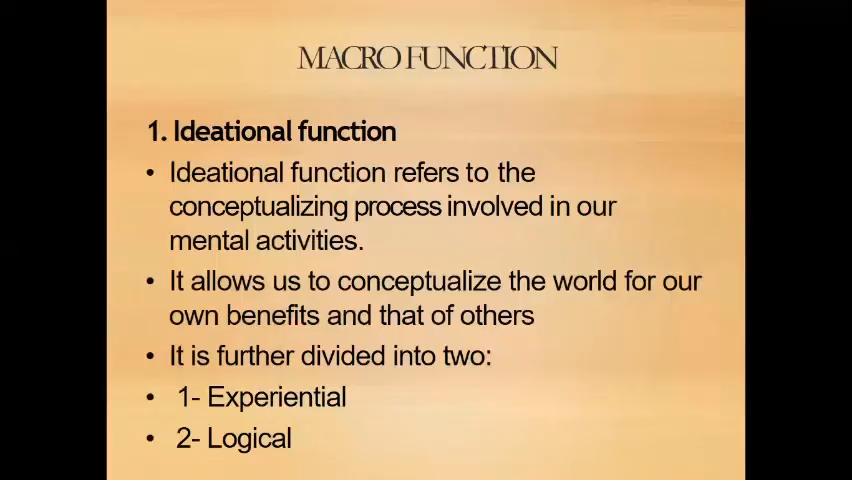 MACRO FUNCTION
1. Ideational function
• Ideational function refers to the
conceptualizing process involved in our
mental activities.
• It allows us to conceptualize the world for our
own benefits and that of others
• It is further divided into two:
• 1- Experiential
• 2- Logical